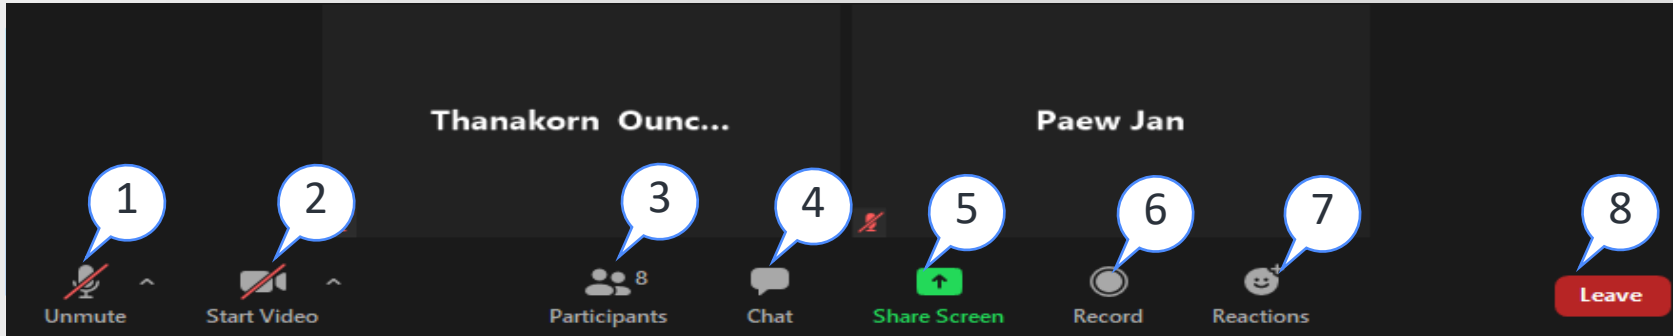 Thanakorn Ounc...
Paew Jan
1
2
3
4
5
6
7
8
8
Unmute
Start Video
Participants
Chat
Share Screen
Record
Reactions
Leave